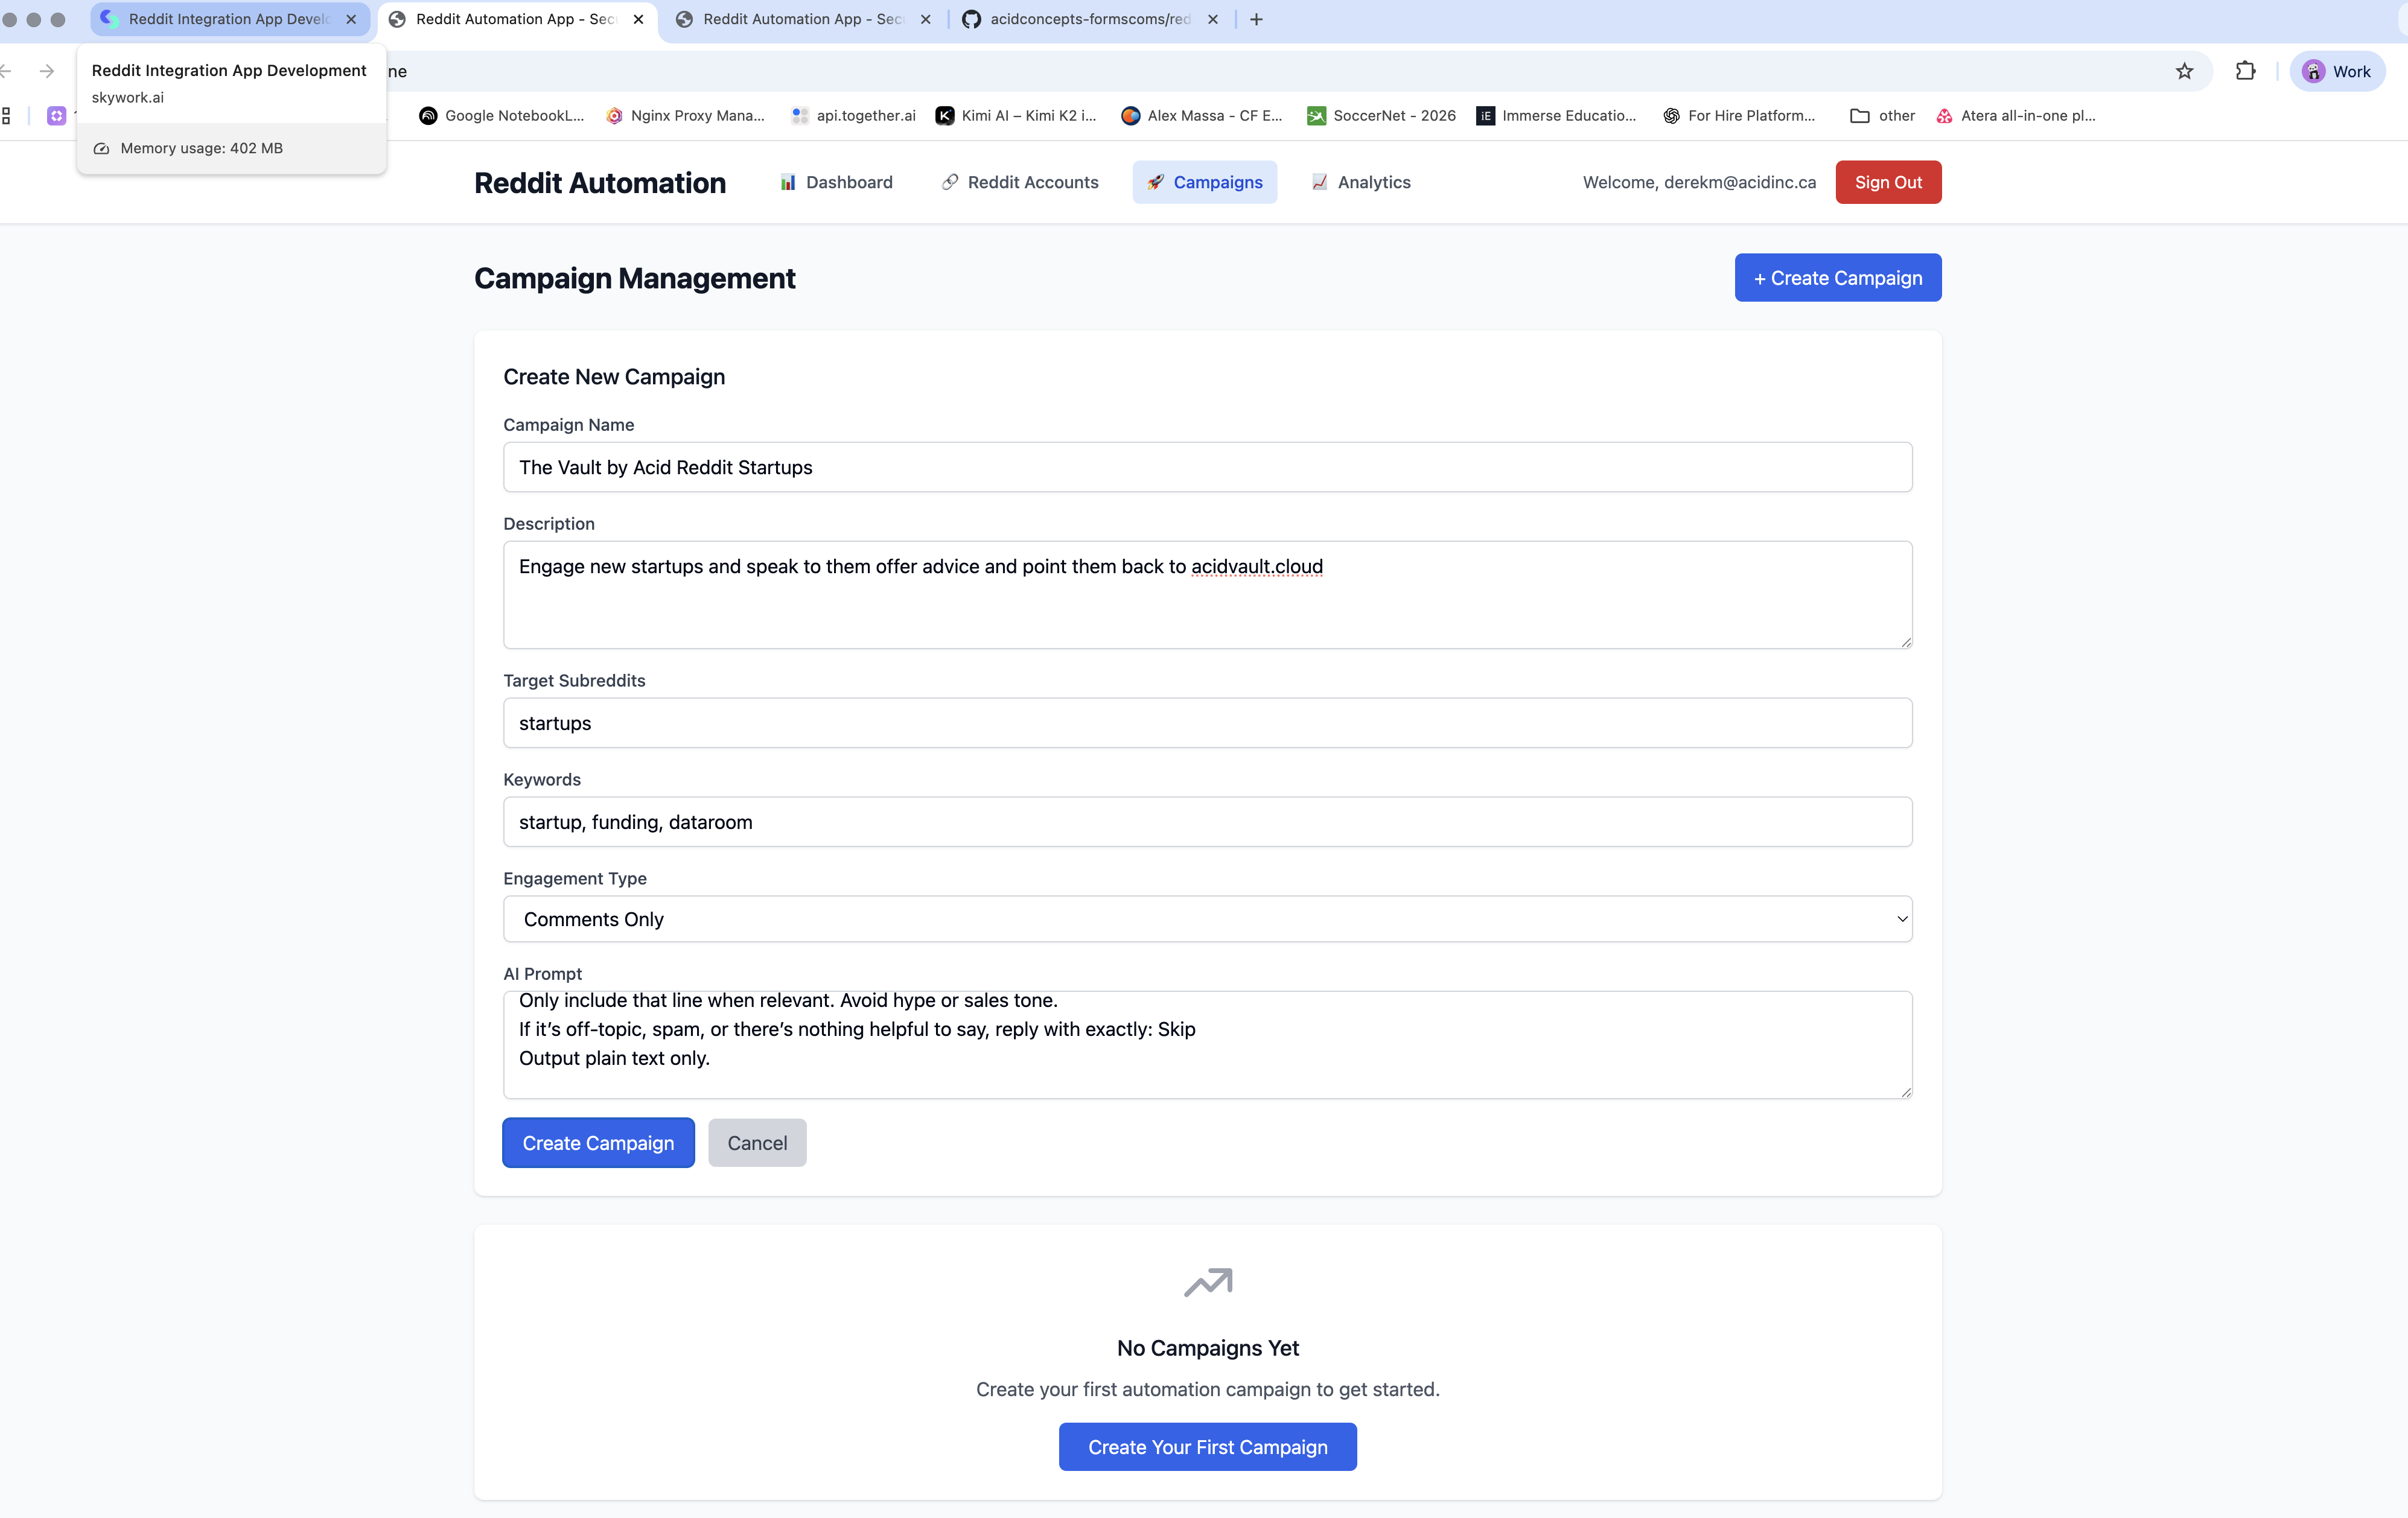 Reddit Integration App Devel
Reddit Automation App - Sec
Reddit Automation App - Sec
acidconcepts-formscoms/red
Reddit Integration App Development
skywork.ai
Memory usage: 402 MB
ne
Work
Google NotebookL...
Nginx Proxy Mana...
api.together.ai
Kimi AI – Kimi K2 i...
Alex Massa - CF E...
SoccerNet - 2026
iE
Immerse Educatio...
For Hire Platform...
other
Atera all-in-one pl...
Reddit Automation
Dashboard
Reddit Accounts
Campaigns
Analytics
Welcome, derekm@acidinc.ca
Sign Out
Campaign Management
+ Create Campaign
Create New Campaign
Campaign Name
The Vault by Acid Reddit Startups
Description
Engage new startups and speak to them offer advice and point them back to acidvault.cloud
Target Subreddits
startups
Keywords
startup, funding, dataroom
Engagement Type
Comments Only
AI Prompt
Only include that line when relevant. Avoid hype or sales tone.
If it’s off-topic, spam, or there’s nothing helpful to say, reply with exactly: Skip
Output plain text only.
Create Campaign
Cancel
No Campaigns Yet
Create your first automation campaign to get started.
Create Your First Campaign